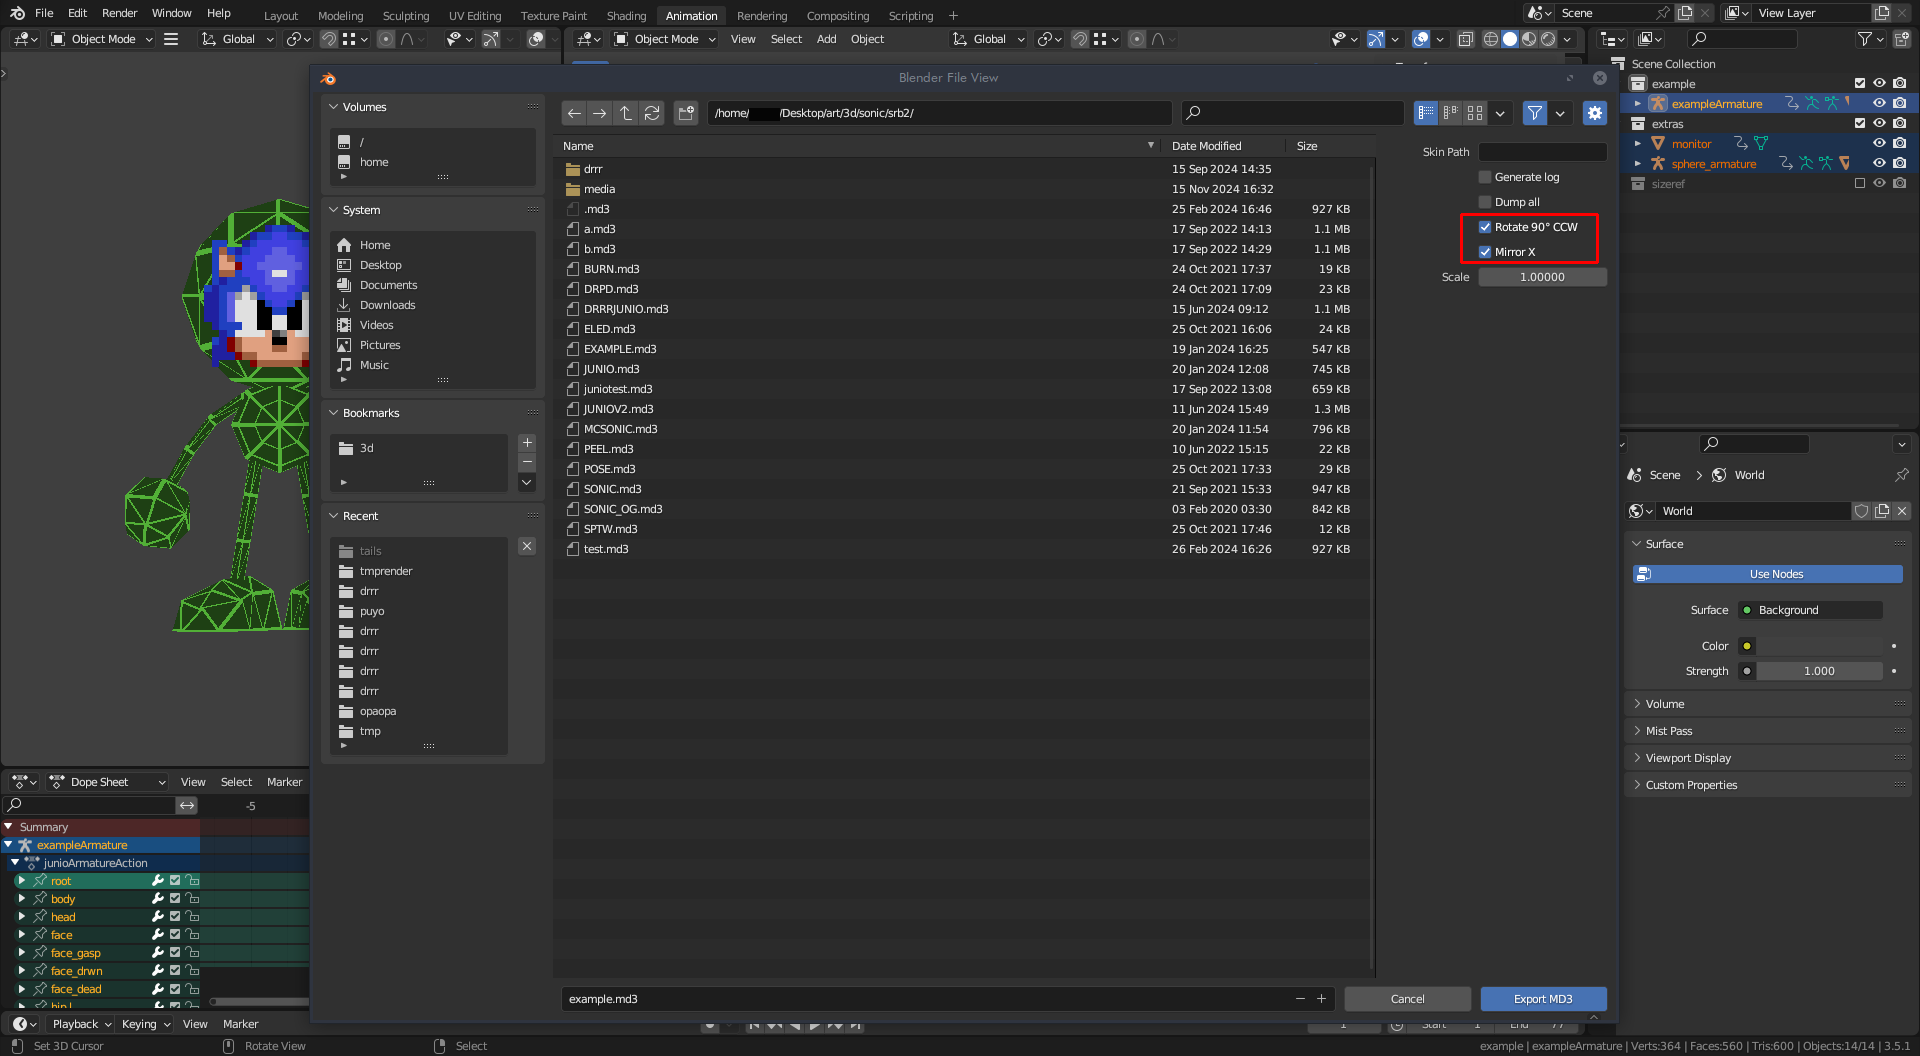 File Edit Render Window Help Layout Modeling Sculpting UV Editing Texture Paint Shading Animation Rendering Compositing Scripting + Scene View Layer
Object Mode Global Object Mode View Select Add Object Global
Blender File View
Volumes
/
home
System
Home
Desktop
Documents
Downloads
Videos
Pictures
Music
Bookmarks
3d
Recent
tails
tmprender
drrr
puyo
drrr
drrr
drrr
drrr
opaopa
tmp
/home/ /Desktop/art/3d/sonic/srb2/
Name Date Modified Size
drrr 15 Sep 2024 14:35
media 15 Nov 2024 16:32
.md3 25 Feb 2024 16:46 927 KB
a.md3 17 Sep 2022 14:13 1.1 MB
b.md3 17 Sep 2022 14:29 1.1 MB
BURN.md3 24 Oct 2021 17:37 19 KB
DRPD.md3 24 Oct 2021 17:09 23 KB
DRRRJUNIO.md3 15 Jun 2024 09:12 1.1 MB
ELED.md3 25 Oct 2021 16:06 24 KB
EXAMPLE.md3 19 Jan 2024 16:25 547 KB
JUNIO.md3 20 Jan 2024 12:08 745 KB
juniotest.md3 17 Sep 2022 13:08 659 KB
JUNIOV2.md3 11 Jun 2024 15:49 1.3 MB
MCSONIC.md3 20 Jan 2024 11:54 796 KB
PEEL.md3 10 Jun 2022 15:15 22 KB
POSE.md3 25 Oct 2021 17:33 29 KB
SONIC.md3 21 Sep 2021 15:33 947 KB
SONIC_OG.md3 03 Feb 2020 03:30 842 KB
SPTW.md3 25 Oct 2021 17:46 12 KB
test.md3 26 Feb 2024 16:26 927 KB
Skin Path
Generate log
Dump all
Rotate 90° CCW
Mirror X
Scale 1.00000
example.md3 − + Cancel Export MD3
Scene Collection
example
exampleArmature
extras
monitor
sphere_armature
sizeref
Scene World
World
Surface
Use Nodes
Surface Background
Color
Strength 1.000
Volume
Mist Pass
Viewport Display
Custom Properties
Dope Sheet View Select Marker
-5
Summary
exampleArmature
junioArmatureAction
root
body
head
face
face_gasp
face_drwn
face_dead
Playback Keying View Marker 1 Start 1 End 77
Set 3D Cursor Rotate View Select example | exampleArmature | Verts:364 | Faces:560 | Tris:600 | Objects:14/14 | 3.5.1